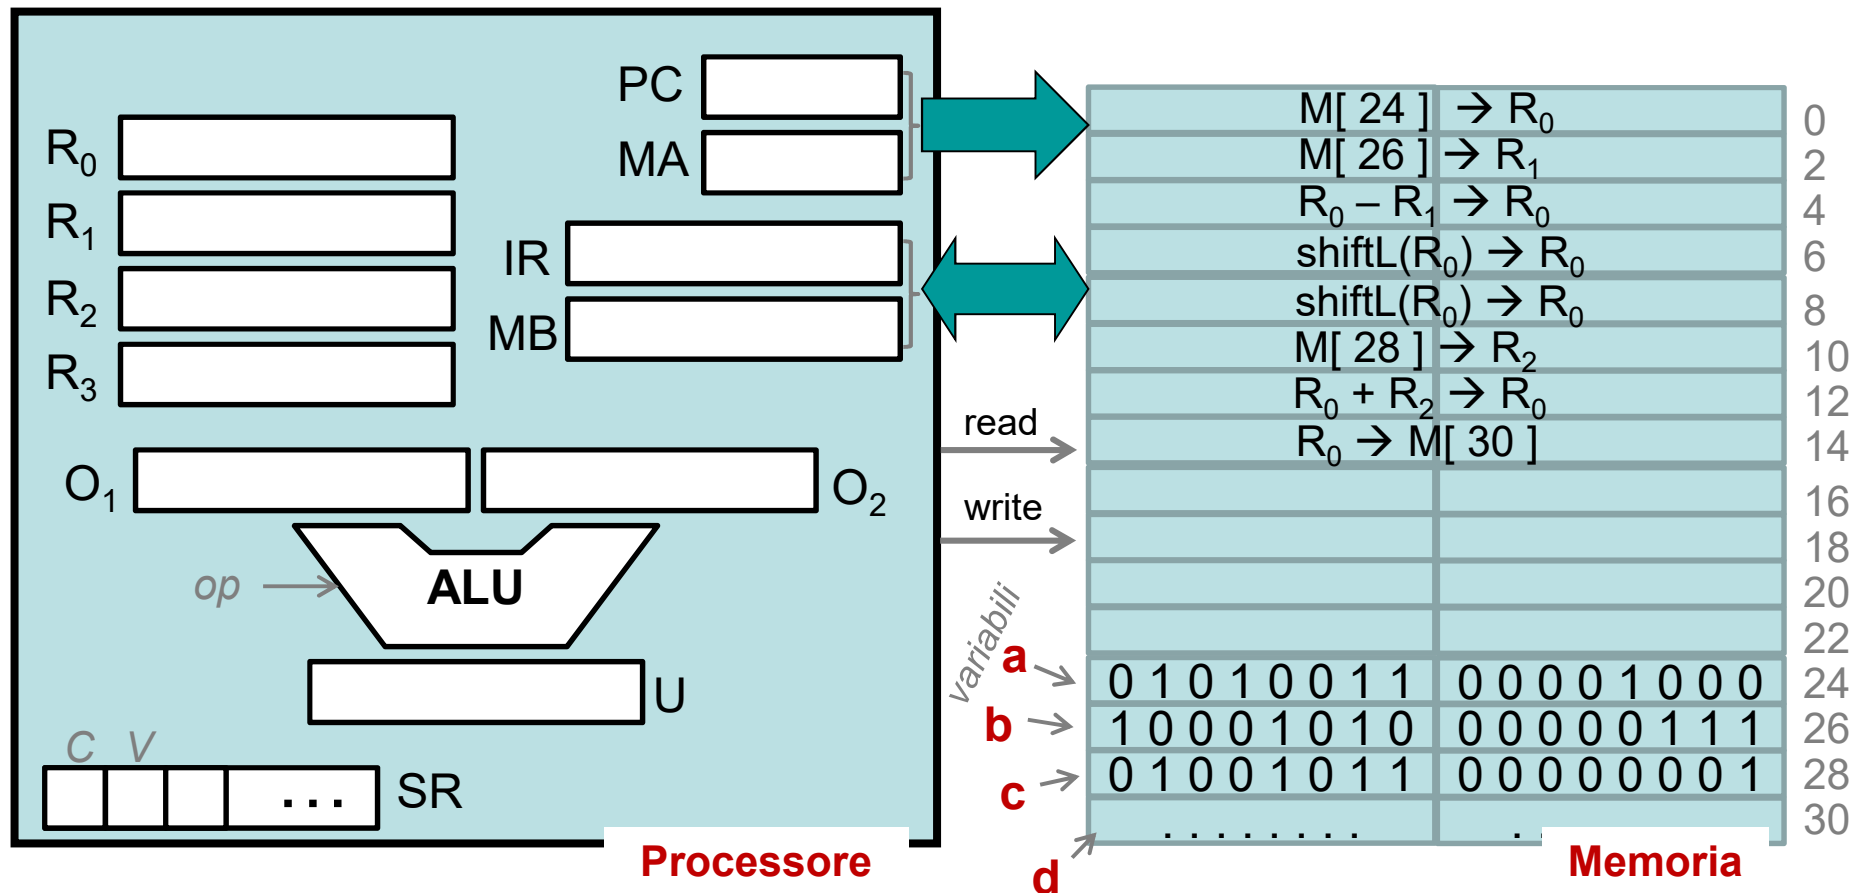 PC
MA
IR
MB
R0
R1
R2
R3
O1
O2
op
ALU
U
C V
. . . SR
Processore
read
write
variabili
M[ 24 ] → R0 0
M[ 26 ] → R1 2
R0 – R1 → R0 4
shiftL(R0) → R0 6
shiftL(R0) → R0 8
M[ 28 ] → R2 10
R0 + R2 → R0 12
R0 → M[ 30 ] 14
16
18
20
22
a 0 1 0 1 0 0 1 1 0 0 0 0 1 0 0 0 24
b 1 0 0 0 1 0 1 0 0 0 0 0 0 1 1 1 26
c 0 1 0 0 1 0 1 1 0 0 0 0 0 0 0 1 28
d . . . . . . . . . 30
Memoria